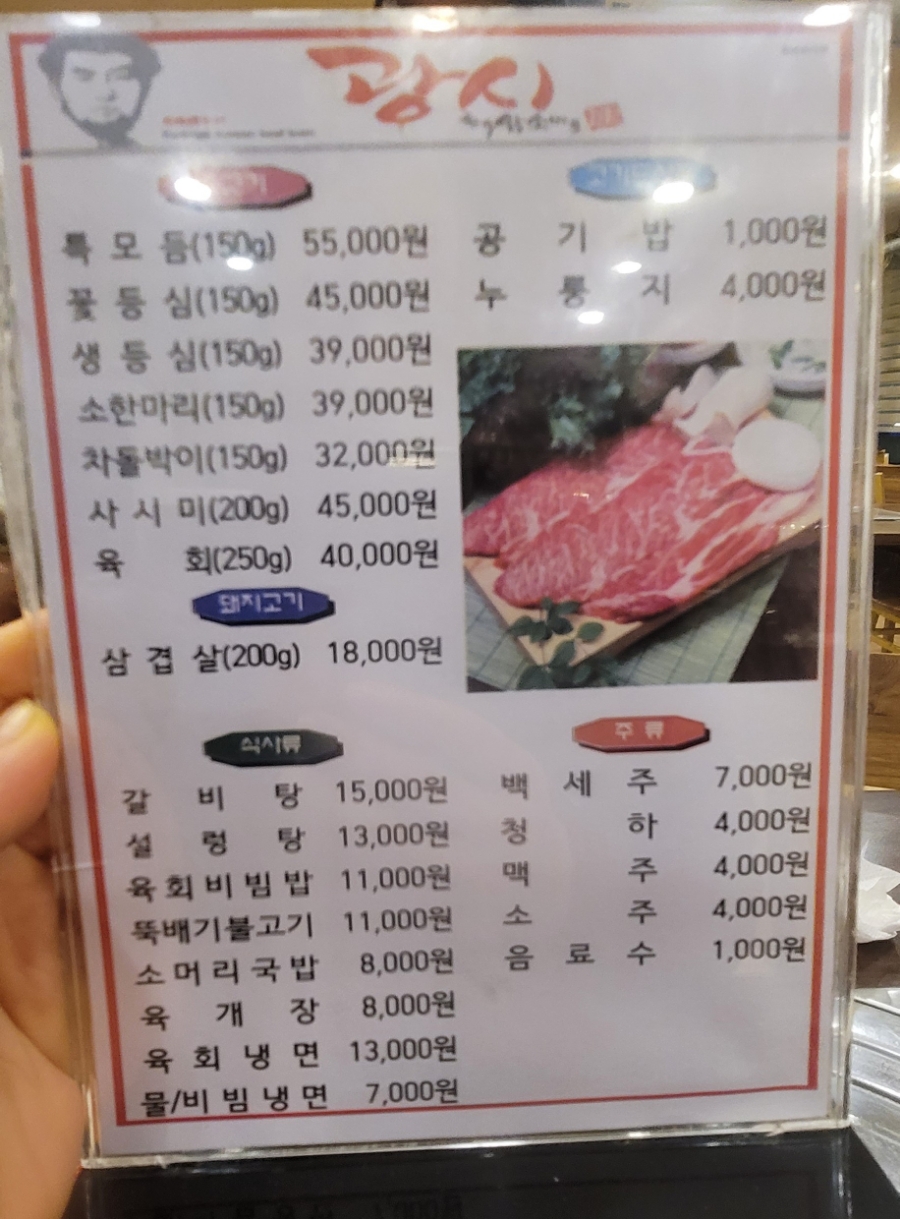 광시
특모듬(150g) 55,000원
꽃등심(150g) 45,000원
생등심(150g) 39,000원
소한마리(150g) 39,000원
차돌박이(150g) 32,000원
사시미(200g) 45,000원
육회(250g) 40,000원
돼지고기
삼겹살(200g) 18,000원
공기밥 1,000원
누룽지 4,000원
식사류
갈비탕 15,000원
설렁탕 13,000원
육회비빔밥 11,000원
뚝배기불고기 11,000원
소머리국밥 8,000원
육개장 8,000원
육회냉면 13,000원
물/비빔냉면 7,000원
주류
백세주 7,000원
청하 4,000원
맥주 4,000원
소주 4,000원
음료수 1,000원